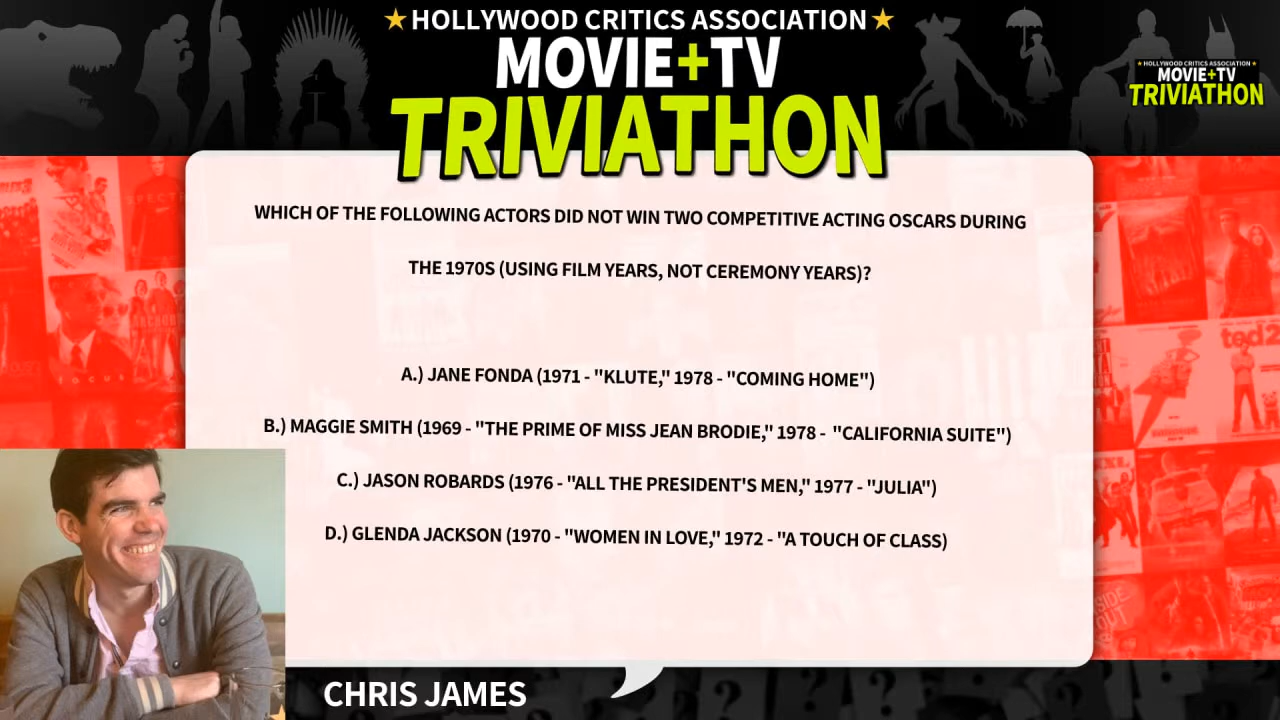 ★ HOLLYWOOD CRITICS ASSOCIATION ★
MOVIE+TV
TRIVIATHON
★ HOLLYWOOD CRITICS ASSOCIATION ★
MOVIE+TV
TRIVIATHON
WHICH OF THE FOLLOWING ACTORS DID NOT WIN TWO COMPETITIVE ACTING OSCARS DURING
THE 1970S (USING FILM YEARS, NOT CEREMONY YEARS)?
A.) JANE FONDA (1971 - "KLUTE," 1978 - "COMING HOME")
B.) MAGGIE SMITH (1969 - "THE PRIME OF MISS JEAN BRODIE," 1978 - "CALIFORNIA SUITE")
C.) JASON ROBARDS (1976 - "ALL THE PRESIDENT'S MEN," 1977 - "JULIA")
D.) GLENDA JACKSON (1970 - "WOMEN IN LOVE," 1972 - "A TOUCH OF CLASS)
ted2
FOCUS
CHRIS JAMES